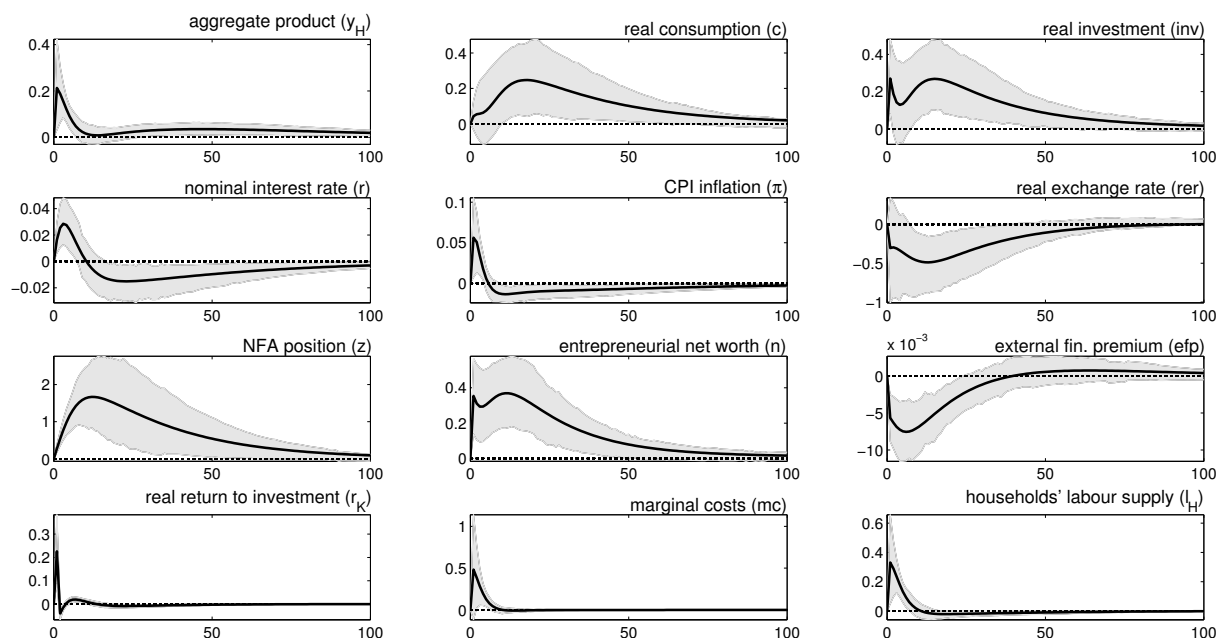 aggregate product (y_H)
0.4
0.2
0
0 50 100
real consumption (c)
0.4
0.2
0
0 50 100
real investment (inv)
0.4
0.2
0
0 50 100
nominal interest rate (r)
0.04
0.02
0
−0.02
0 50 100
CPI inflation (π)
0.1
0.05
0
0 50 100
real exchange rate (rer)
0
−0.5
−1
0 50 100
NFA position (z)
2
1
0
0 50 100
entrepreneurial net worth (n)
0.4
0.2
0
0 50 100
external fin. premium (efp)
x 10^−3
0
−5
−10
0 50 100
real return to investment (r_K)
0.3
0.2
0.1
0
0 50 100
marginal costs (mc)
1
0.5
0
0 50 100
households' labour supply (l_H)
0.6
0.4
0.2
0
0 50 100